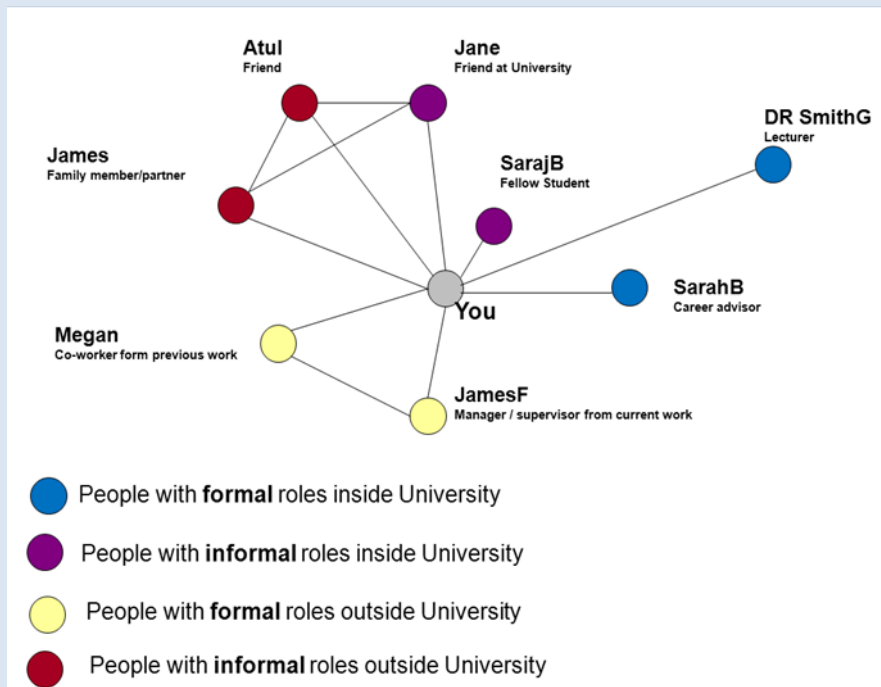 Atul
Friend
Jane
Friend at University
DR SmithG
Lecturer
James
Family member/partner
SarajB
Fellow Student
SarahB
Career advisor
You
Megan
Co-worker form previous work
JamesF
Manager / supervisor from current work
People with formal roles inside University
People with informal roles inside University
People with formal roles outside University
People with informal roles outside University